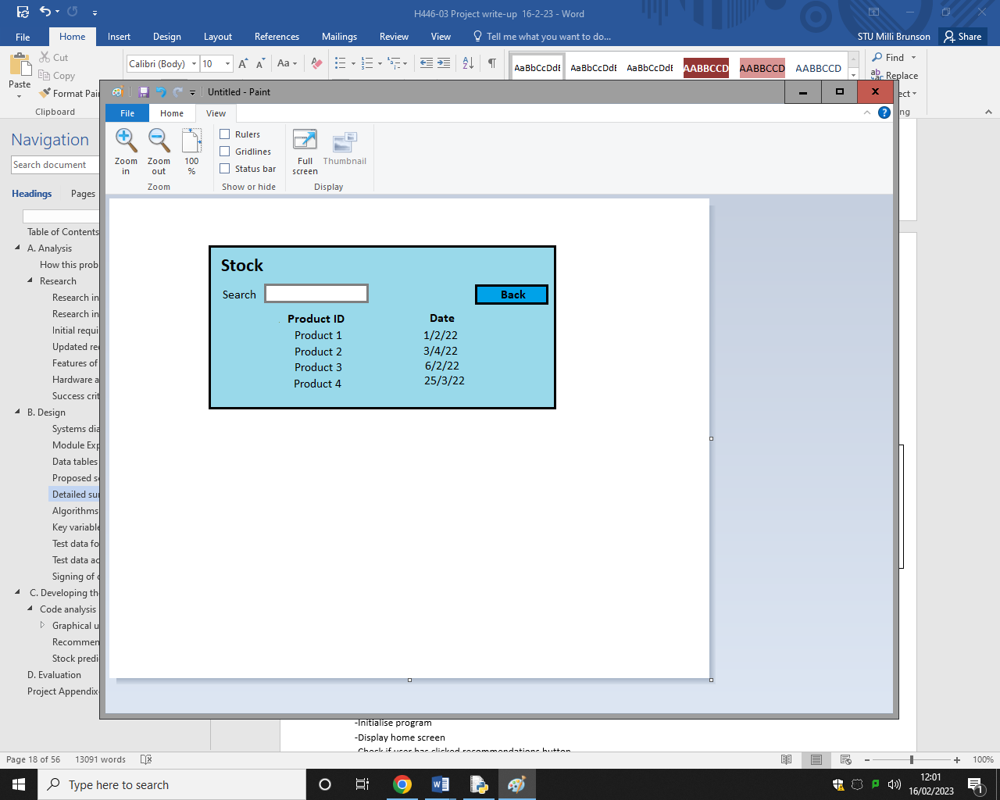 H446-03 Project write-up 16-2-23 - Word
File Home Insert Design Layout References Mailings Review View Tell me what you want to do... STU Milli Brunson Share
Paste
Cut
Copy
Format Pai
Clipboard
Calibri (Body) 10 Aa
AaBbCcDdE AaBbCcDdE AaBbCcDdE AABBCCD AABBCCD AABBCCD
Find
Replace
ect
ng
Untitled - Paint
File Home View
Zoom in
Zoom out
100 %
Zoom
Rulers
Gridlines
Status bar
Show or hide
Full screen
Thumbnail
Display
Navigation
Search document
Headings Pages
Table of Contents
A. Analysis
How this prob
Research
Research in
Research in
Initial requi
Updated rec
Features of
Hardware a
Success crit
B. Design
Systems dia
Module Exp
Data tables
Proposed s
Detailed sur
Algorithms
Key variable
Test data fo
Test data ac
Signing of c
C. Developing the
Code analysis
Graphical u
Recommen
Stock predi
D. Evaluation
Project Appendix
Stock
Search
Back
Product ID Date
Product 1 1/2/22
Product 2 3/4/22
Product 3 6/2/22
Product 4 25/3/22
-Initialise program
-Display home screen
-Check if user has clicked recommendations button
Page 18 of 56 13091 words 100%
Type here to search
12:01
16/02/2023
1